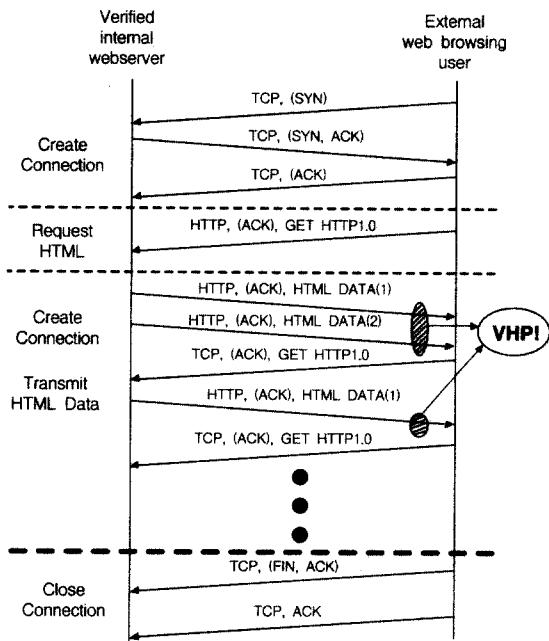 Verified
internal
webserver
External
web browsing
user
TCP, (SYN)
TCP, (SYN, ACK)
Create
Connection
TCP, (ACK)
HTTP, (ACK), GET HTTP1.0
Request
HTML
HTTP, (ACK), HTML DATA(1)
HTTP, (ACK), HTML DATA(2)
Create
Connection
VHP!
TCP, (ACK), GET HTTP1.0
Transmit
HTML Data
HTTP, (ACK), HTML DATA(1)
TCP, (ACK), GET HTTP1.0
TCP, (FIN, ACK)
Close
Connection
TCP, ACK